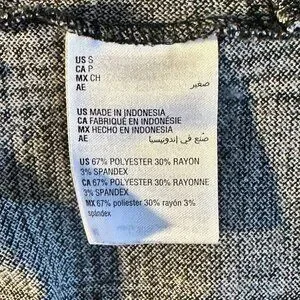 US S
CA P
MX CH
AE صغير
US MADE IN INDONESIA
CA FABRIQUÉ EN INDONÉSIE
MX HECHO EN INDONESIA
AE صنع في إندونيسيا
US 67% POLYESTER 30% RAYON
3% SPANDEX
CA 67% POLYESTER 30% RAYONNE
3% SPANDEX
MX 67% poliester 30% rayón 3%
spandex